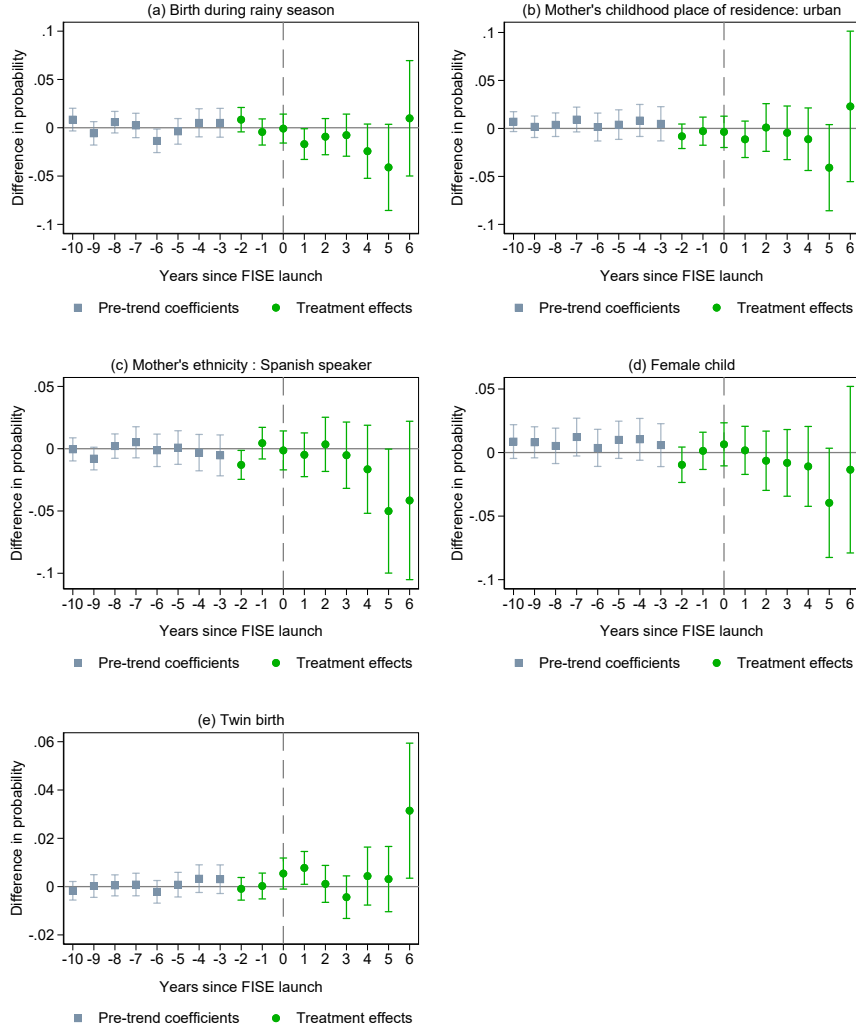 (a) Birth during rainy season
.1
.05
0
-.05
-.1
Difference in probability
-10 -9 -8 -7 -6 -5 -4 -3 -2 -1 0 1 2 3 4 5 6
Years since FISE launch
Pre-trend coefficients Treatment effects
(b) Mother's childhood place of residence: urban
.1
.05
0
-.05
-.1
Difference in probability
-10 -9 -8 -7 -6 -5 -4 -3 -2 -1 0 1 2 3 4 5 6
Years since FISE launch
Pre-trend coefficients Treatment effects
(c) Mother's ethnicity : Spanish speaker
.05
0
-.05
-.1
Difference in probability
-10 -9 -8 -7 -6 -5 -4 -3 -2 -1 0 1 2 3 4 5 6
Years since FISE launch
Pre-trend coefficients Treatment effects
(d) Female child
.05
0
-.05
-.1
Difference in probability
-10 -9 -8 -7 -6 -5 -4 -3 -2 -1 0 1 2 3 4 5 6
Years since FISE launch
Pre-trend coefficients Treatment effects
(e) Twin birth
.06
.04
.02
0
-.02
Difference in probability
-10 -9 -8 -7 -6 -5 -4 -3 -2 -1 0 1 2 3 4 5 6
Years since FISE launch
Pre-trend coefficients Treatment effects